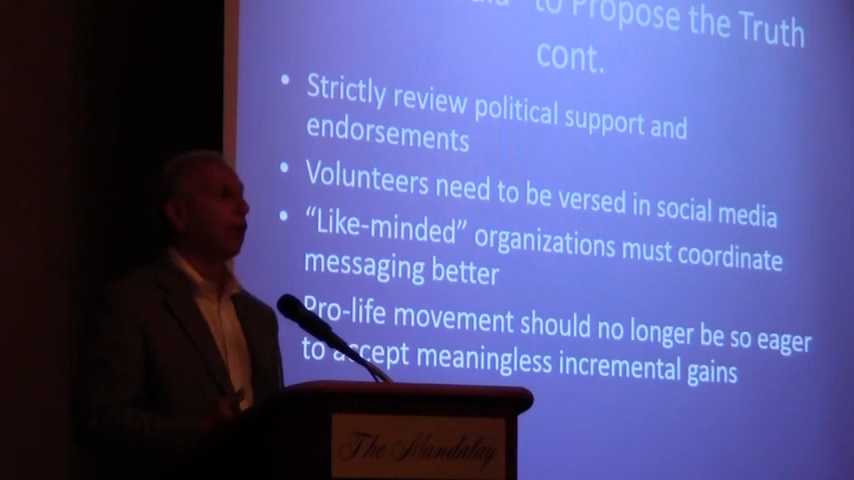 to Propose the Truth
cont.
• Strictly review political support and
endorsements
• Volunteers need to be versed in social media
• “Like-minded” organizations must coordinate
messaging better
Pro-life movement should no longer be so eager
to accept meaningless incremental gains
The Mandalay